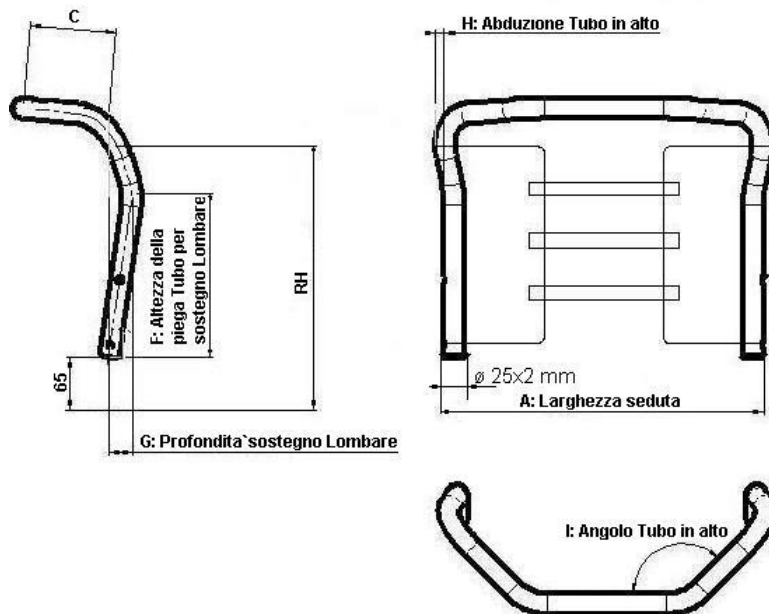 C
H: Abduzione Tubo in alto
F: Altezza della
piega Tubo per
sostegno Lombare
RH
65
G: Profondita`sostegno Lombare
ø 25x2 mm
A: Larghezza seduta
I: Angolo Tubo in alto